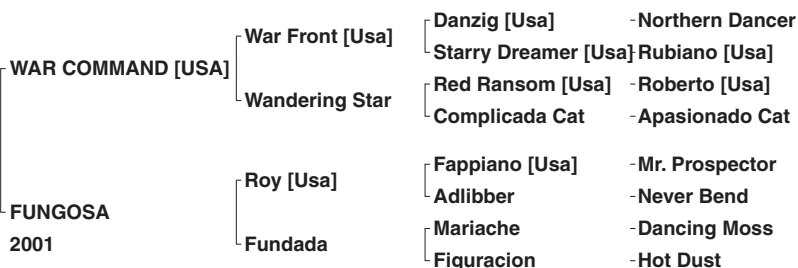 Danzig [Usa] Northern Dancer
War Front [Usa]
Starry Dreamer [Usa] Rubiano [Usa]
WAR COMMAND [USA]
Red Ransom [Usa] Roberto [Usa]
Wandering Star
Complicada Cat Apasionado Cat
Fappiano [Usa] Mr. Prospector
Roy [Usa]
Adlibber Never Bend
FUNGOSA
Mariache Dancing Moss
2001 Fundada
Figuracion Hot Dust